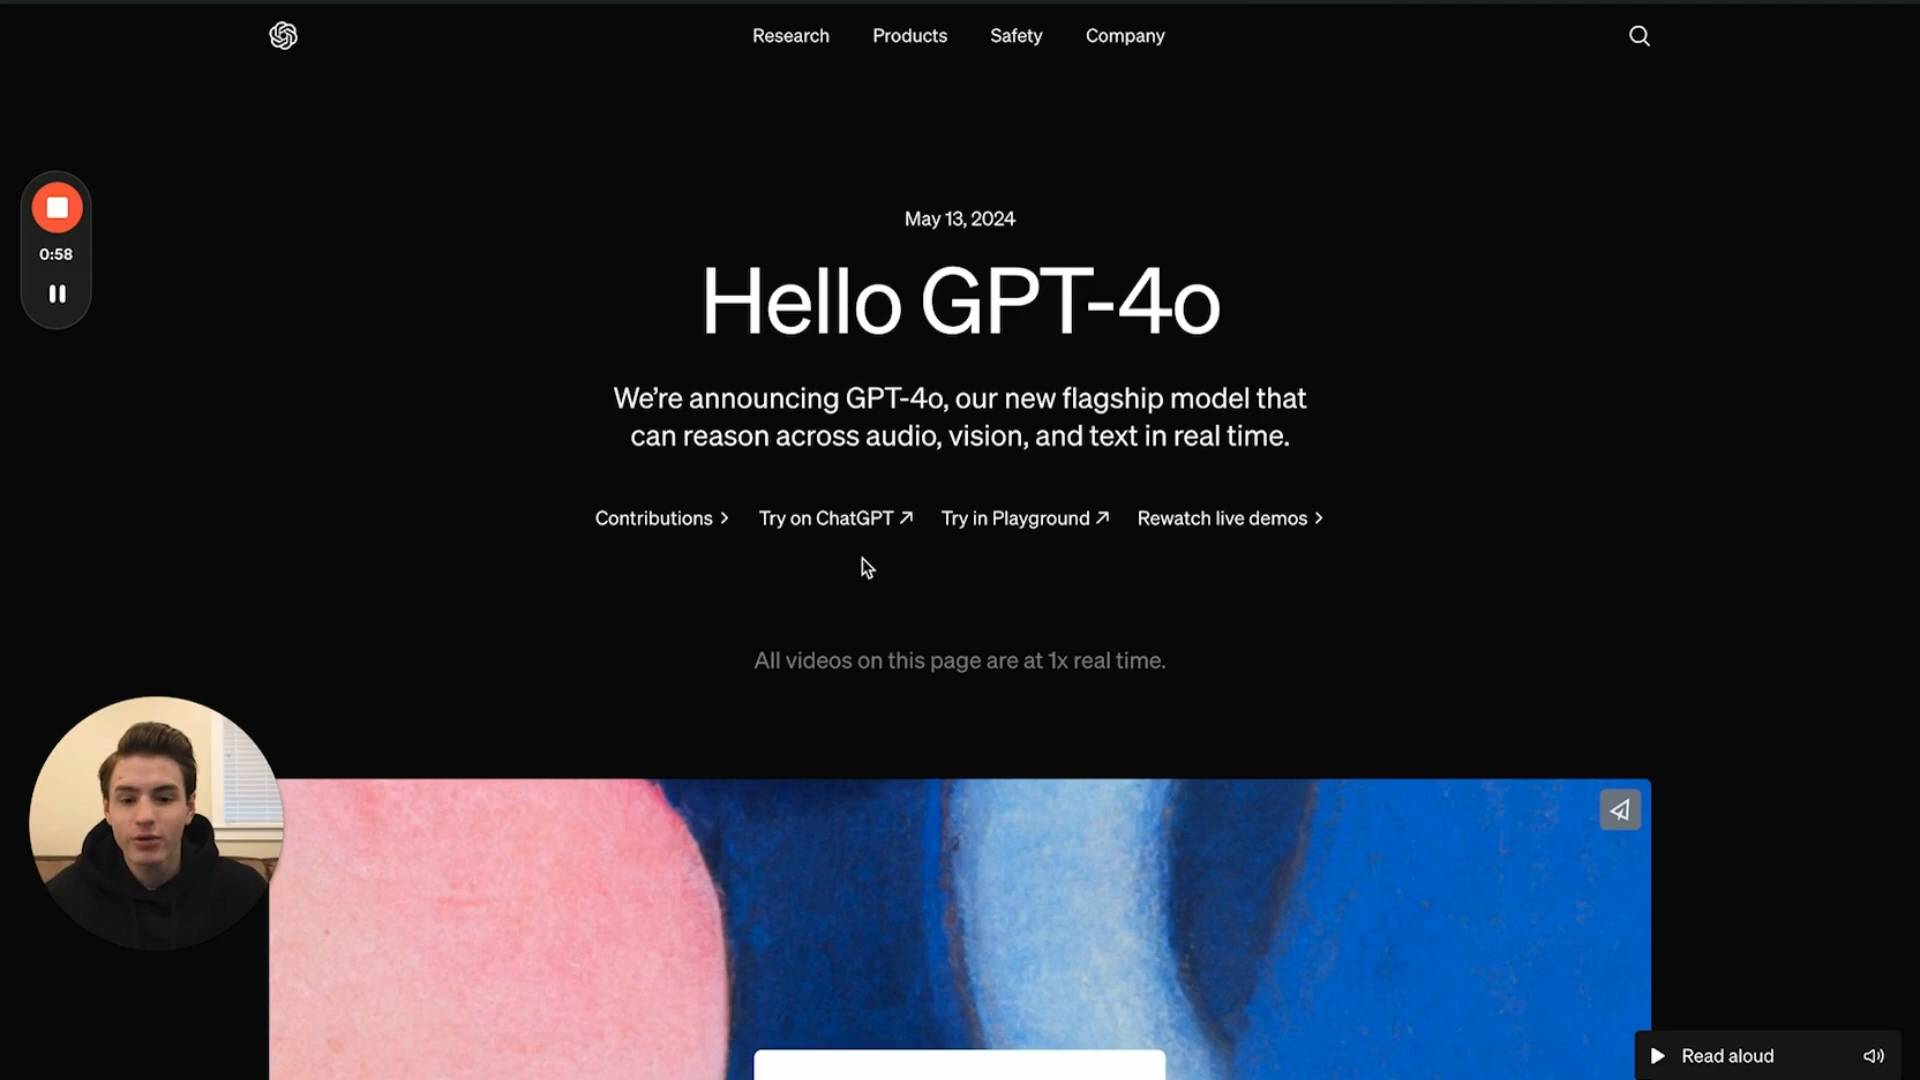 Research Products Safety Company
May 13, 2024
0:58
Hello GPT-4o
We're announcing GPT-4o, our new flagship model that
can reason across audio, vision, and text in real time.
Contributions > Try on ChatGPT ↗ Try in Playground ↗ Rewatch live demos >
All videos on this page are at 1x real time.
Read aloud